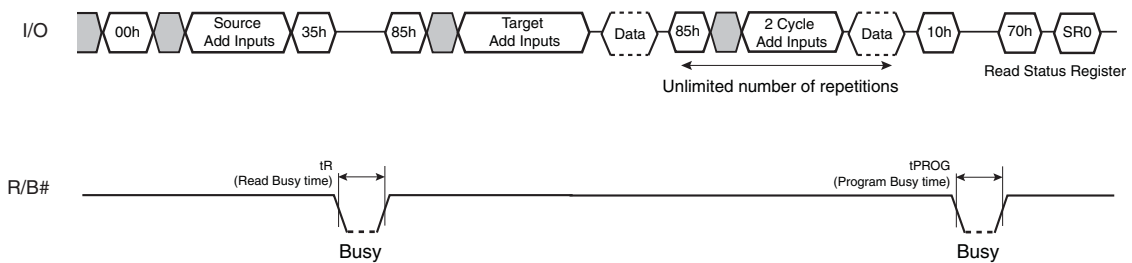 I/O
00h
Source
Add Inputs
35h
85h
Target
Add Inputs
Data
85h
2 Cycle
Add Inputs
Data
10h
70h
SR0
Unlimited number of repetitions
Read Status Register
R/B#
tR
(Read Busy time)
Busy
tPROG
(Program Busy time)
Busy